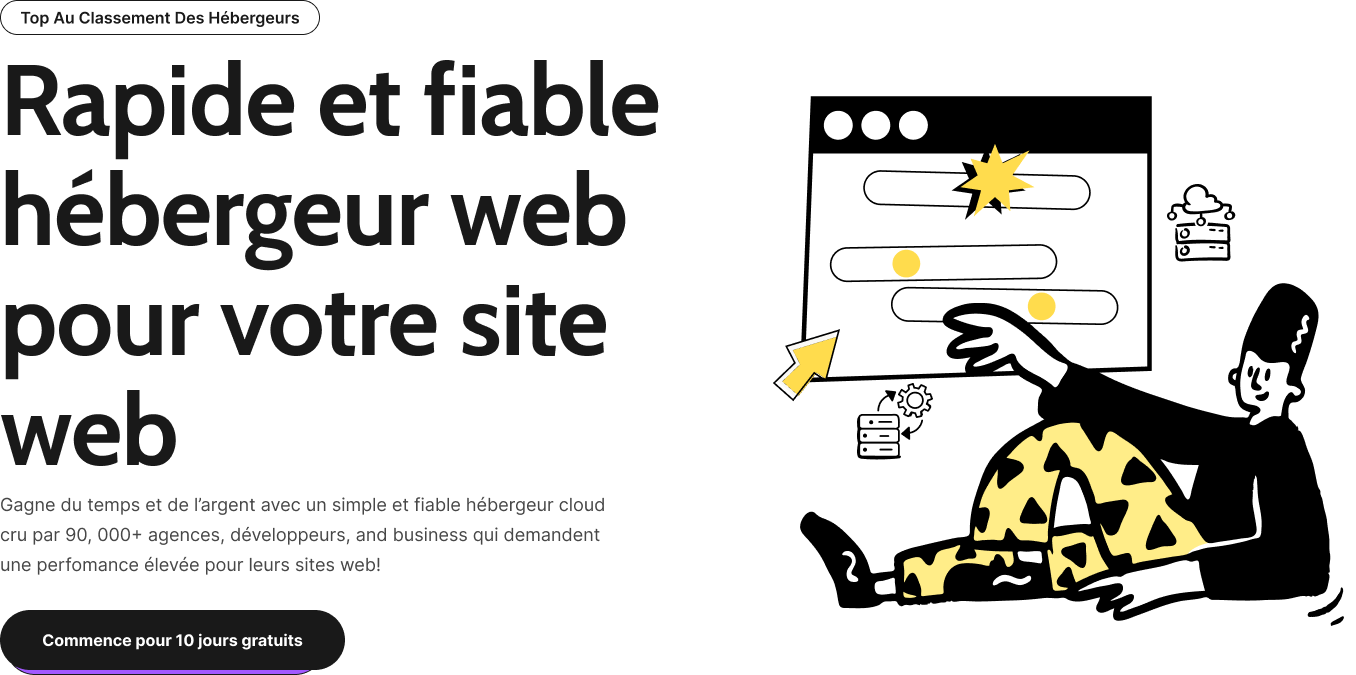 Top Au Classement Des Hébergeurs
Rapide et fiable
hébergeur web
pour votre site
web
Gagne du temps et de l’argent avec un simple et fiable hébergeur cloud
cru par 90, 000+ agences, développeurs, and business qui demandent
une perfomance élevée pour leurs sites web!
Commence pour 10 jours gratuits